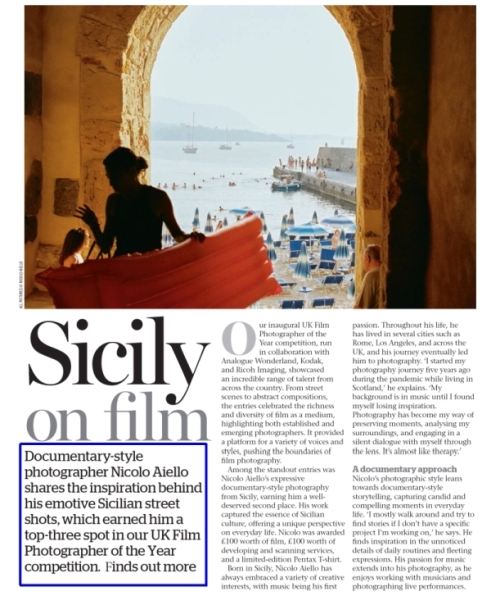 Sicily
on film
Documentary-style
photographer Nicolo Aiello
shares the inspiration behind
his emotive Sicilian street
shots, which earned him a
top-three spot in our UK Film
Photographer of the Year
competition. Finds out more
Our inaugural UK Film
Photographer of the
Year competition, run
in collaboration with
Analogue Wonderland, Kodak,
and Ricoh Imaging, showcased
an incredible range of talent from
across the country. From street
scenes to abstract compositions,
the entries celebrated the richness
and diversity of film as a medium,
highlighting both established and
emerging photographers. It provided
a platform for a variety of voices and
styles, pushing the boundaries of
film photography.
Among the standout entries was
Nicolo Aiello's expressive
documentary-style photography
from Sicily, earning him a well-
deserved second place. His work
captured the essence of Sicilian
culture, offering a unique perspective
on everyday life. Nicolo was awarded
£100 worth of film, £100 worth of
developing and scanning services,
and a limited-edition Pentax T-shirt.
Born in Sicily, Nicolo Aiello has
always embraced a variety of creative
interests, with music being his first
passion. Throughout his life, he
has lived in several cities such as
Rome, Los Angeles, and across the
UK, and his journey eventually led
him to photography. 'I started my
photography journey five years ago
during the pandemic while living in
Scotland,' he explains. 'My
background is in music until I found
myself losing inspiration.
Photography has become my way of
preserving moments, analysing my
surroundings, and engaging in a
silent dialogue with myself through
the lens. It's almost like therapy.'
A documentary approach
Nicolo's photographic style leans
towards documentary-style
storytelling, capturing candid and
compelling moments in everyday
life. 'I mostly walk around and try to
find stories if I don't have a specific
project I'm working on,' he says. He
finds inspiration in the unnoticed
details of daily routines and fleeting
expressions. His passion for music
extends into his photography, as he
enjoys working with musicians and
photographing live performances.